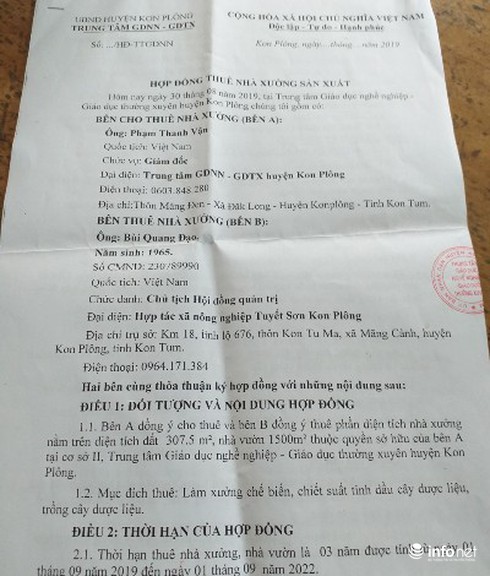 UBND HUYỆN KON PLÔNG
TRUNG TÂM GDNN - GDTX
Số: .../HĐ-TTGDNN
CỘNG HÒA XÃ HỘI CHỦ NGHĨA VIỆT NAM
Độc lập - Tự do - Hạnh phúc
Kon Plông, ngày...tháng... năm 2019
HỢP ĐỒNG THUÊ NHÀ XƯỞNG SẢN XUẤT
Hôm nay ngày 30 tháng 08 năm 2019, tại Trung tâm Giáo dục nghề nghiệp -
Giáo dục thường xuyên huyện Kon Plông chúng tôi gồm có:
BÊN CHO THUÊ NHÀ XƯỞNG (BÊN A):
Ông: Phạm Thanh Vận
Quốc tịch: Việt Nam
Chức vụ: Giám đốc
Đại diện: Trung tâm GDNN - GDTX huyện Kon Plông
Điện thoại: 0603.848.280
Địa chỉ:Thôn Măng Đen - Xã Đăk Long - Huyện Konplông - Tỉnh Kon Tum.
BÊN THUÊ NHÀ XƯỞNG (BÊN B):
Ông: Bùi Quang Đạo,
Năm sinh: 1965.
Số CMND: 230789990
Quốc tịch: Việt Nam
Chức danh: Chủ tịch Hội đồng quản trị
Đại diện: Hợp tác xã nông nghiệp Tuyết Sơn Kon Plông
Địa chỉ trụ sở: Km 18, tỉnh lộ 676, thôn Kon Tu Ma, xã Măng Cành, huyện
Kon Plông, tỉnh Kon Tum.
Điện thoại: 0964.171.384
Hai bên cùng thỏa thuận ký hợp đồng với những nội dung sau:
ĐIỀU 1: ĐỐI TƯỢNG VÀ NỘI DUNG HỢP ĐỒNG
1.1. Bên A đồng ý cho thuê và bên B đồng ý thuê phần diện tích nhà xưởng
nằm trên diện tích đất 307.5 m², nhà vườn 1500m² thuộc quyền sở hữu của bên A
tại cơ sở II, Trung tâm Giáo dục nghề nghiệp - Giáo dục thường xuyên huyện Kon
Plông.
1.2. Mục đích thuê: Làm xưởng chế biến, chiết suất tinh dầu cây dược liệu,
trồng cây dược liệu.
ĐIỀU 2: THỜI HẠN CỦA HỢP ĐỒNG
2.1. Thời hạn thuê nhà xưởng, nhà vườn là 03 năm được tính từ ngày 01
tháng 09 năm 2019 đến ngày 01 tháng 09 năm 2022.
infonet